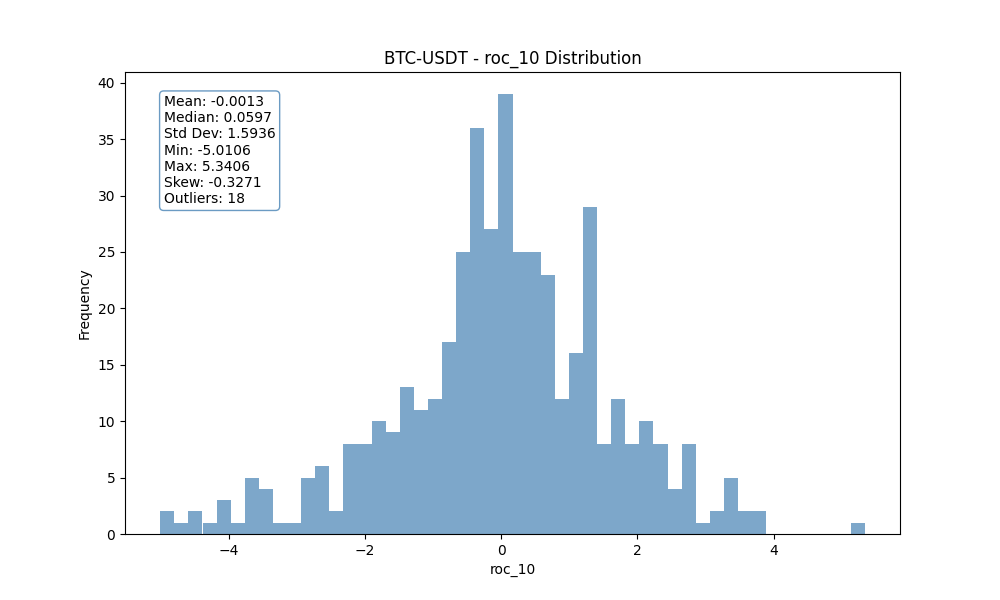 BTC-USDT - roc_10 Distribution
Mean: -0.0013
Median: 0.0597
Std Dev: 1.5936
Min: -5.0106
Max: 5.3406
Skew: -0.3271
Outliers: 18
40
35
30
25
20
15
10
5
0
Frequency
−4
−2
0
2
4
roc_10